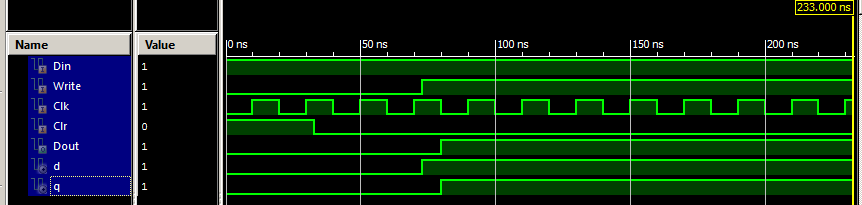 233.000 ns
Name Value 0 ns 50 ns 100 ns 150 ns 200 ns
Din 1
Write 1
Clk 1
Clr 0
Dout 1
d 1
q 1